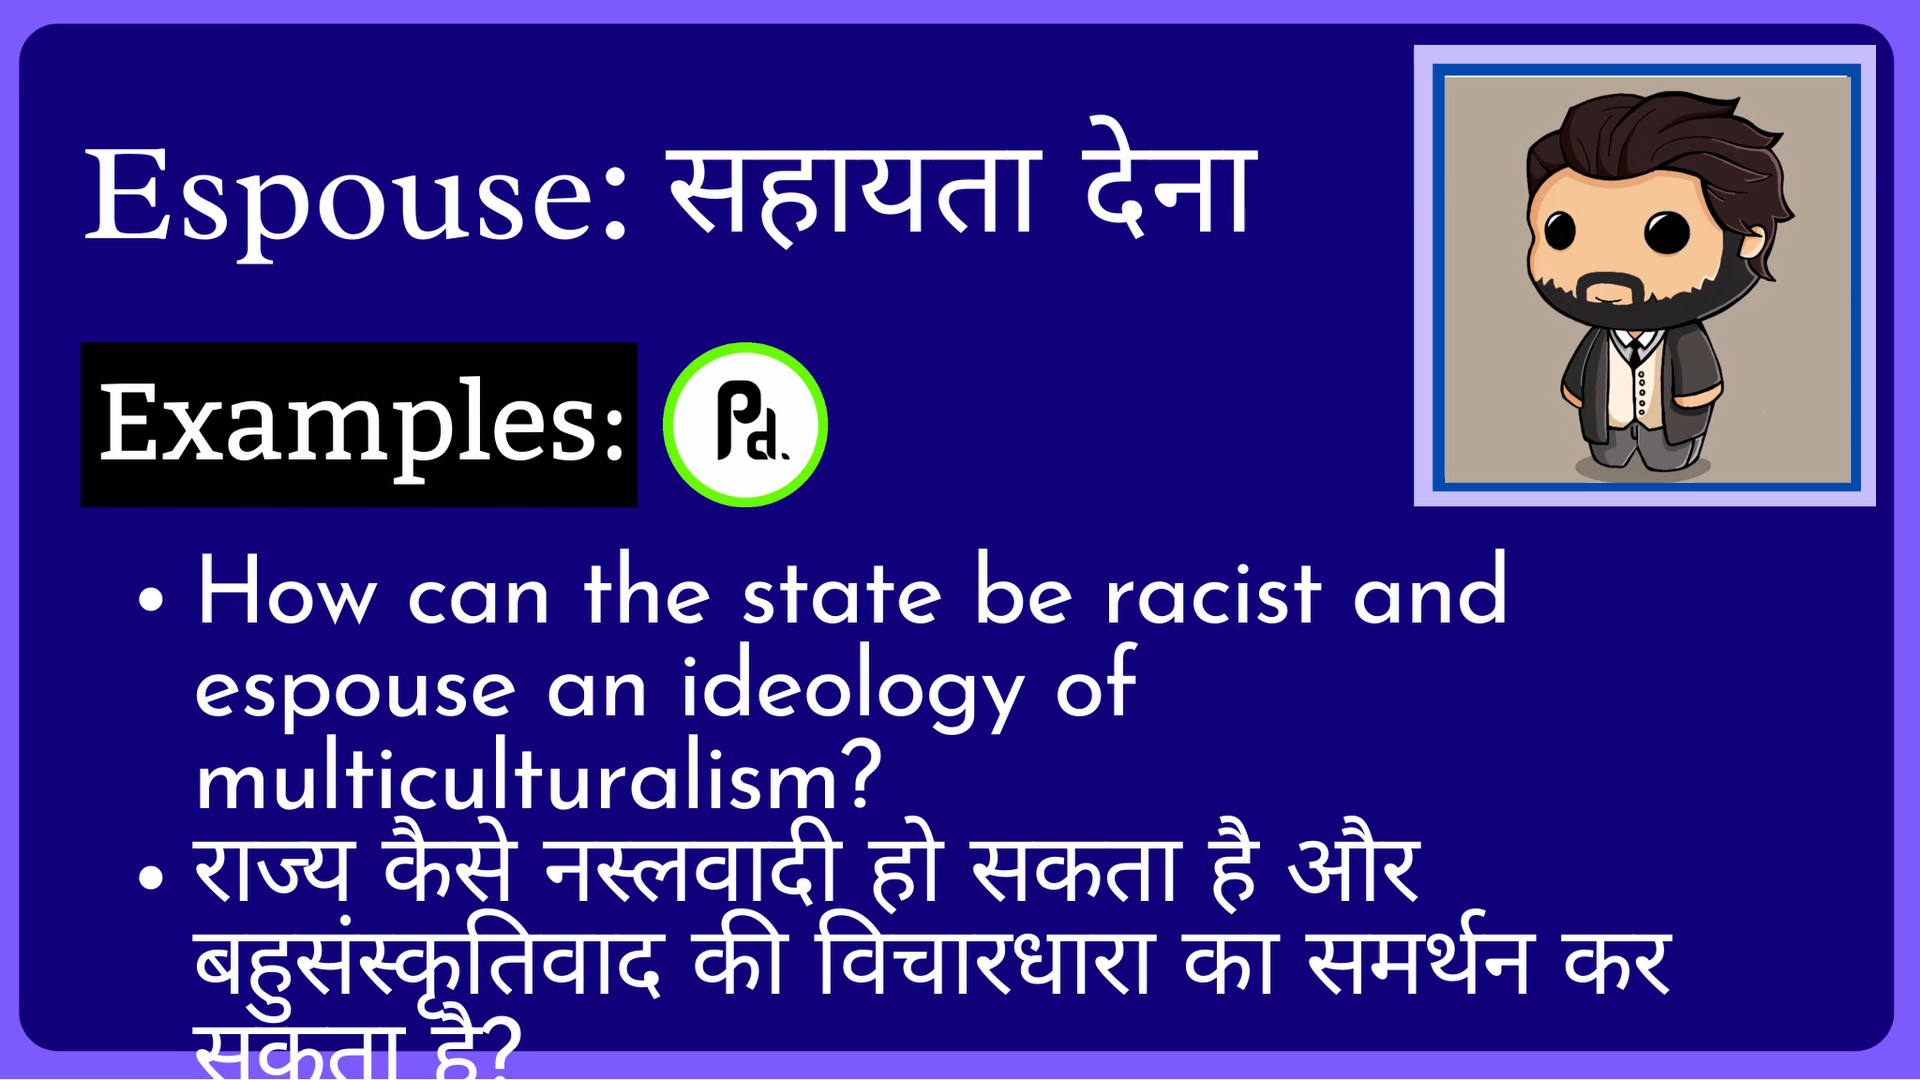 Espouse: सहायता देना
Examples:
Pd.
• How can the state be racist and
espouse an ideology of
multiculturalism?
• राज्य कैसे नस्लवादी हो सकता है और
बहुसंस्कृतिवाद की विचारधारा का समर्थन कर
सकता है?